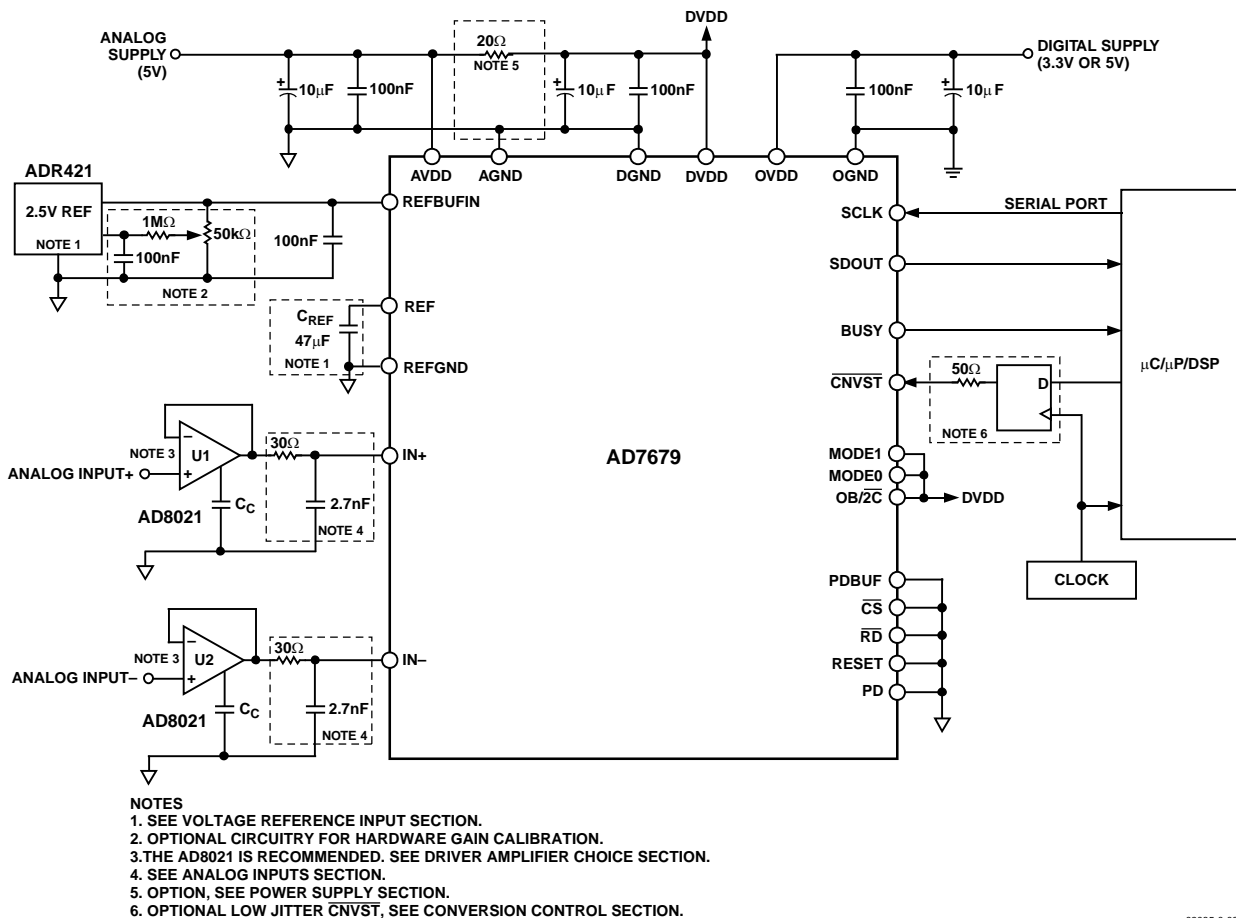 ANALOG
SUPPLY
(5V)
20Ω
NOTE 5
DVDD
DIGITAL SUPPLY
(3.3V OR 5V)
+
10μF
100nF
+
10μF
100nF
100nF
+
10μF
ADR421
2.5V REF
NOTE 1
1MΩ
50kΩ
100nF
NOTE 2
100nF
AVDD
AGND
DGND
DVDD
OVDD
OGND
REFBUFIN
CREF
47μF
NOTE 1
REF
REFGND
SCLK
SERIAL PORT
SDOUT
BUSY
CNVST
50Ω
D
NOTE 6
μC/μP/DSP
AD7679
NOTE 3
–
U1
+
ANALOG INPUT+
AD8021
CC
30Ω
2.7nF
NOTE 4
IN+
MODE1
MODE0
OB/2C
DVDD
CLOCK
PDBUF
CS
RD
RESET
PD
NOTE 3
–
U2
+
ANALOG INPUT–
AD8021
CC
30Ω
2.7nF
NOTE 4
IN–
NOTES
1. SEE VOLTAGE REFERENCE INPUT SECTION.
2. OPTIONAL CIRCUITRY FOR HARDWARE GAIN CALIBRATION.
3.THE AD8021 IS RECOMMENDED. SEE DRIVER AMPLIFIER CHOICE SECTION.
4. SEE ANALOG INPUTS SECTION.
5. OPTION, SEE POWER SUPPLY SECTION.
6. OPTIONAL LOW JITTER CNVST, SEE CONVERSION CONTROL SECTION.